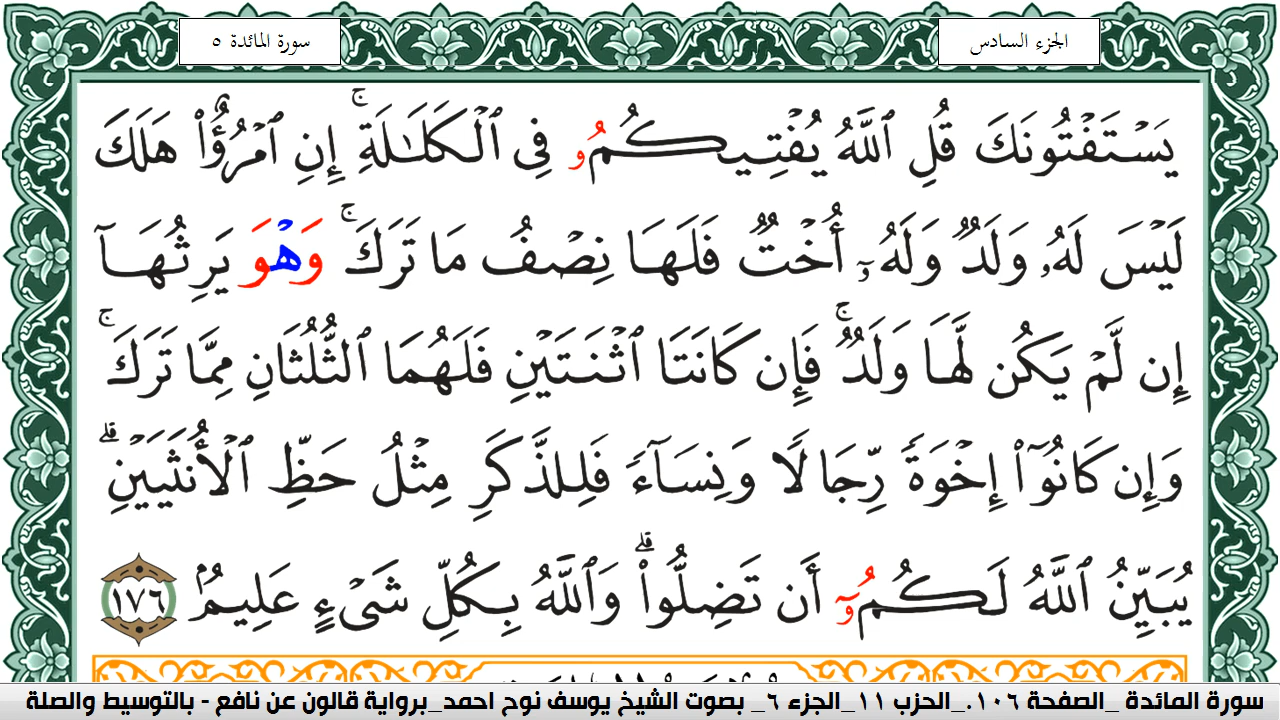 الجزء السادس
سورة المائدة ٥
يَسْتَفْتُونَكَ قُلِ ٱللَّهُ يُفْتِيكُمُۥ فِى ٱلْكَلَٰلَةِۚ إِنِ ٱمْرُؤٌا۟ هَلَكَ
لَيْسَ لَهُۥ وَلَدٌ وَلَهُۥٓ أُخْتٌ فَلَهَا نِصْفُ مَا تَرَكَۚ وَهْوَ يَرِثُهَآ
إِن لَّمْ يَكُن لَّهَا وَلَدٌۚ فَإِن كَانَتَا ٱثْنَتَيْنِ فَلَهُمَا ٱلثُّلُثَانِ مِمَّا تَرَكَۚ
وَإِن كَانُوٓا۟ إِخْوَةً رِّجَالًا وَنِسَآءً فَلِلذَّكَرِ مِثْلُ حَظِّ ٱلْأُنثَيَيْنِۗ
يُبَيِّنُ ٱللَّهُ لَكُمُۥٓ أَن تَضِلُّوا۟ۗ وَٱللَّهُ بِكُلِّ شَىْءٍ عَلِيمٌۢ ١٧٦
سورة المائدة _الصفحة ١٠٦._الحزب ١١_الجزء ٦_ بصوت الشيخ يوسف نوح احمد_برواية قالون عن نافع - بالتوسيط والصلة